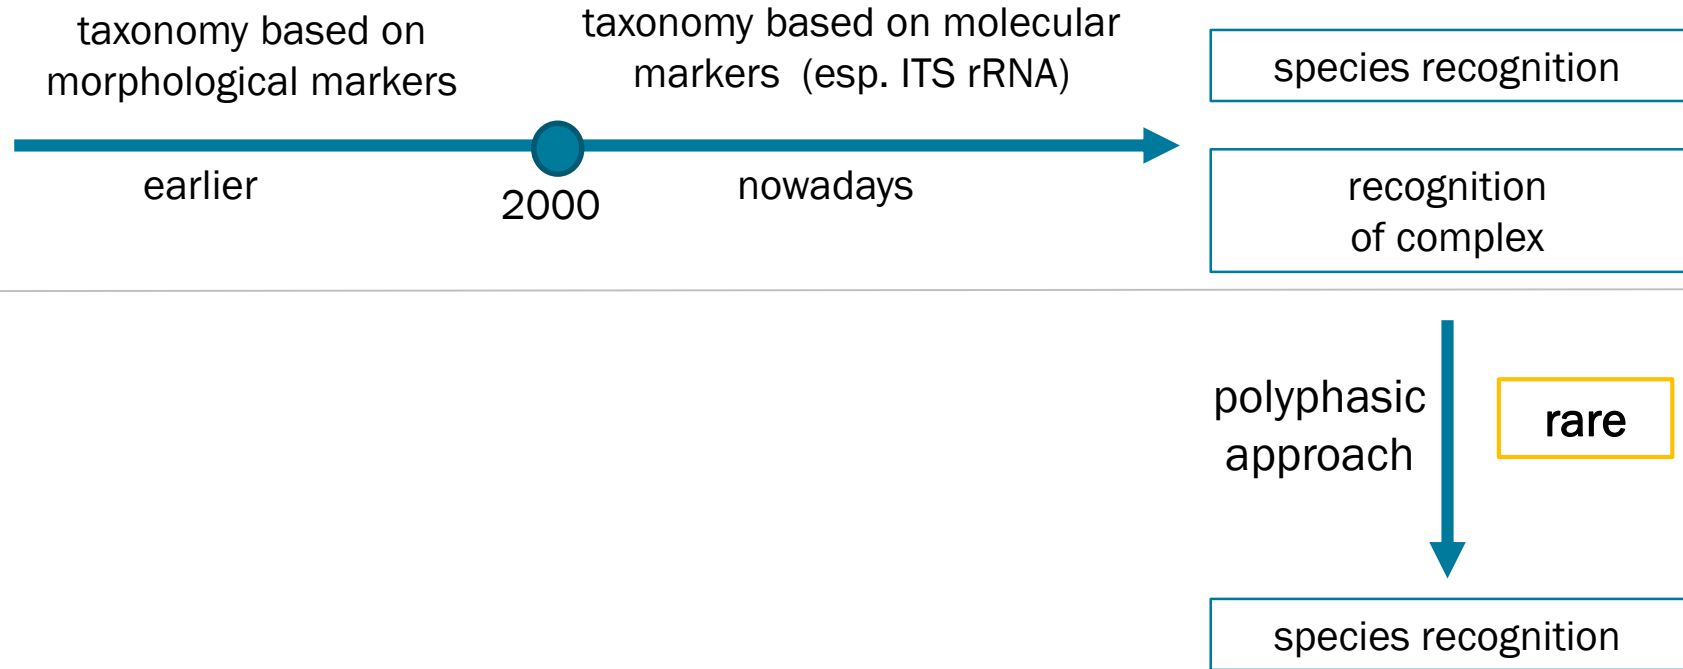 taxonomy based on
morphological markers
taxonomy based on molecular
markers (esp. ITS rRNA)
species recognition
earlier
2000
nowadays
recognition
of complex
polyphasic
approach
rare
species recognition